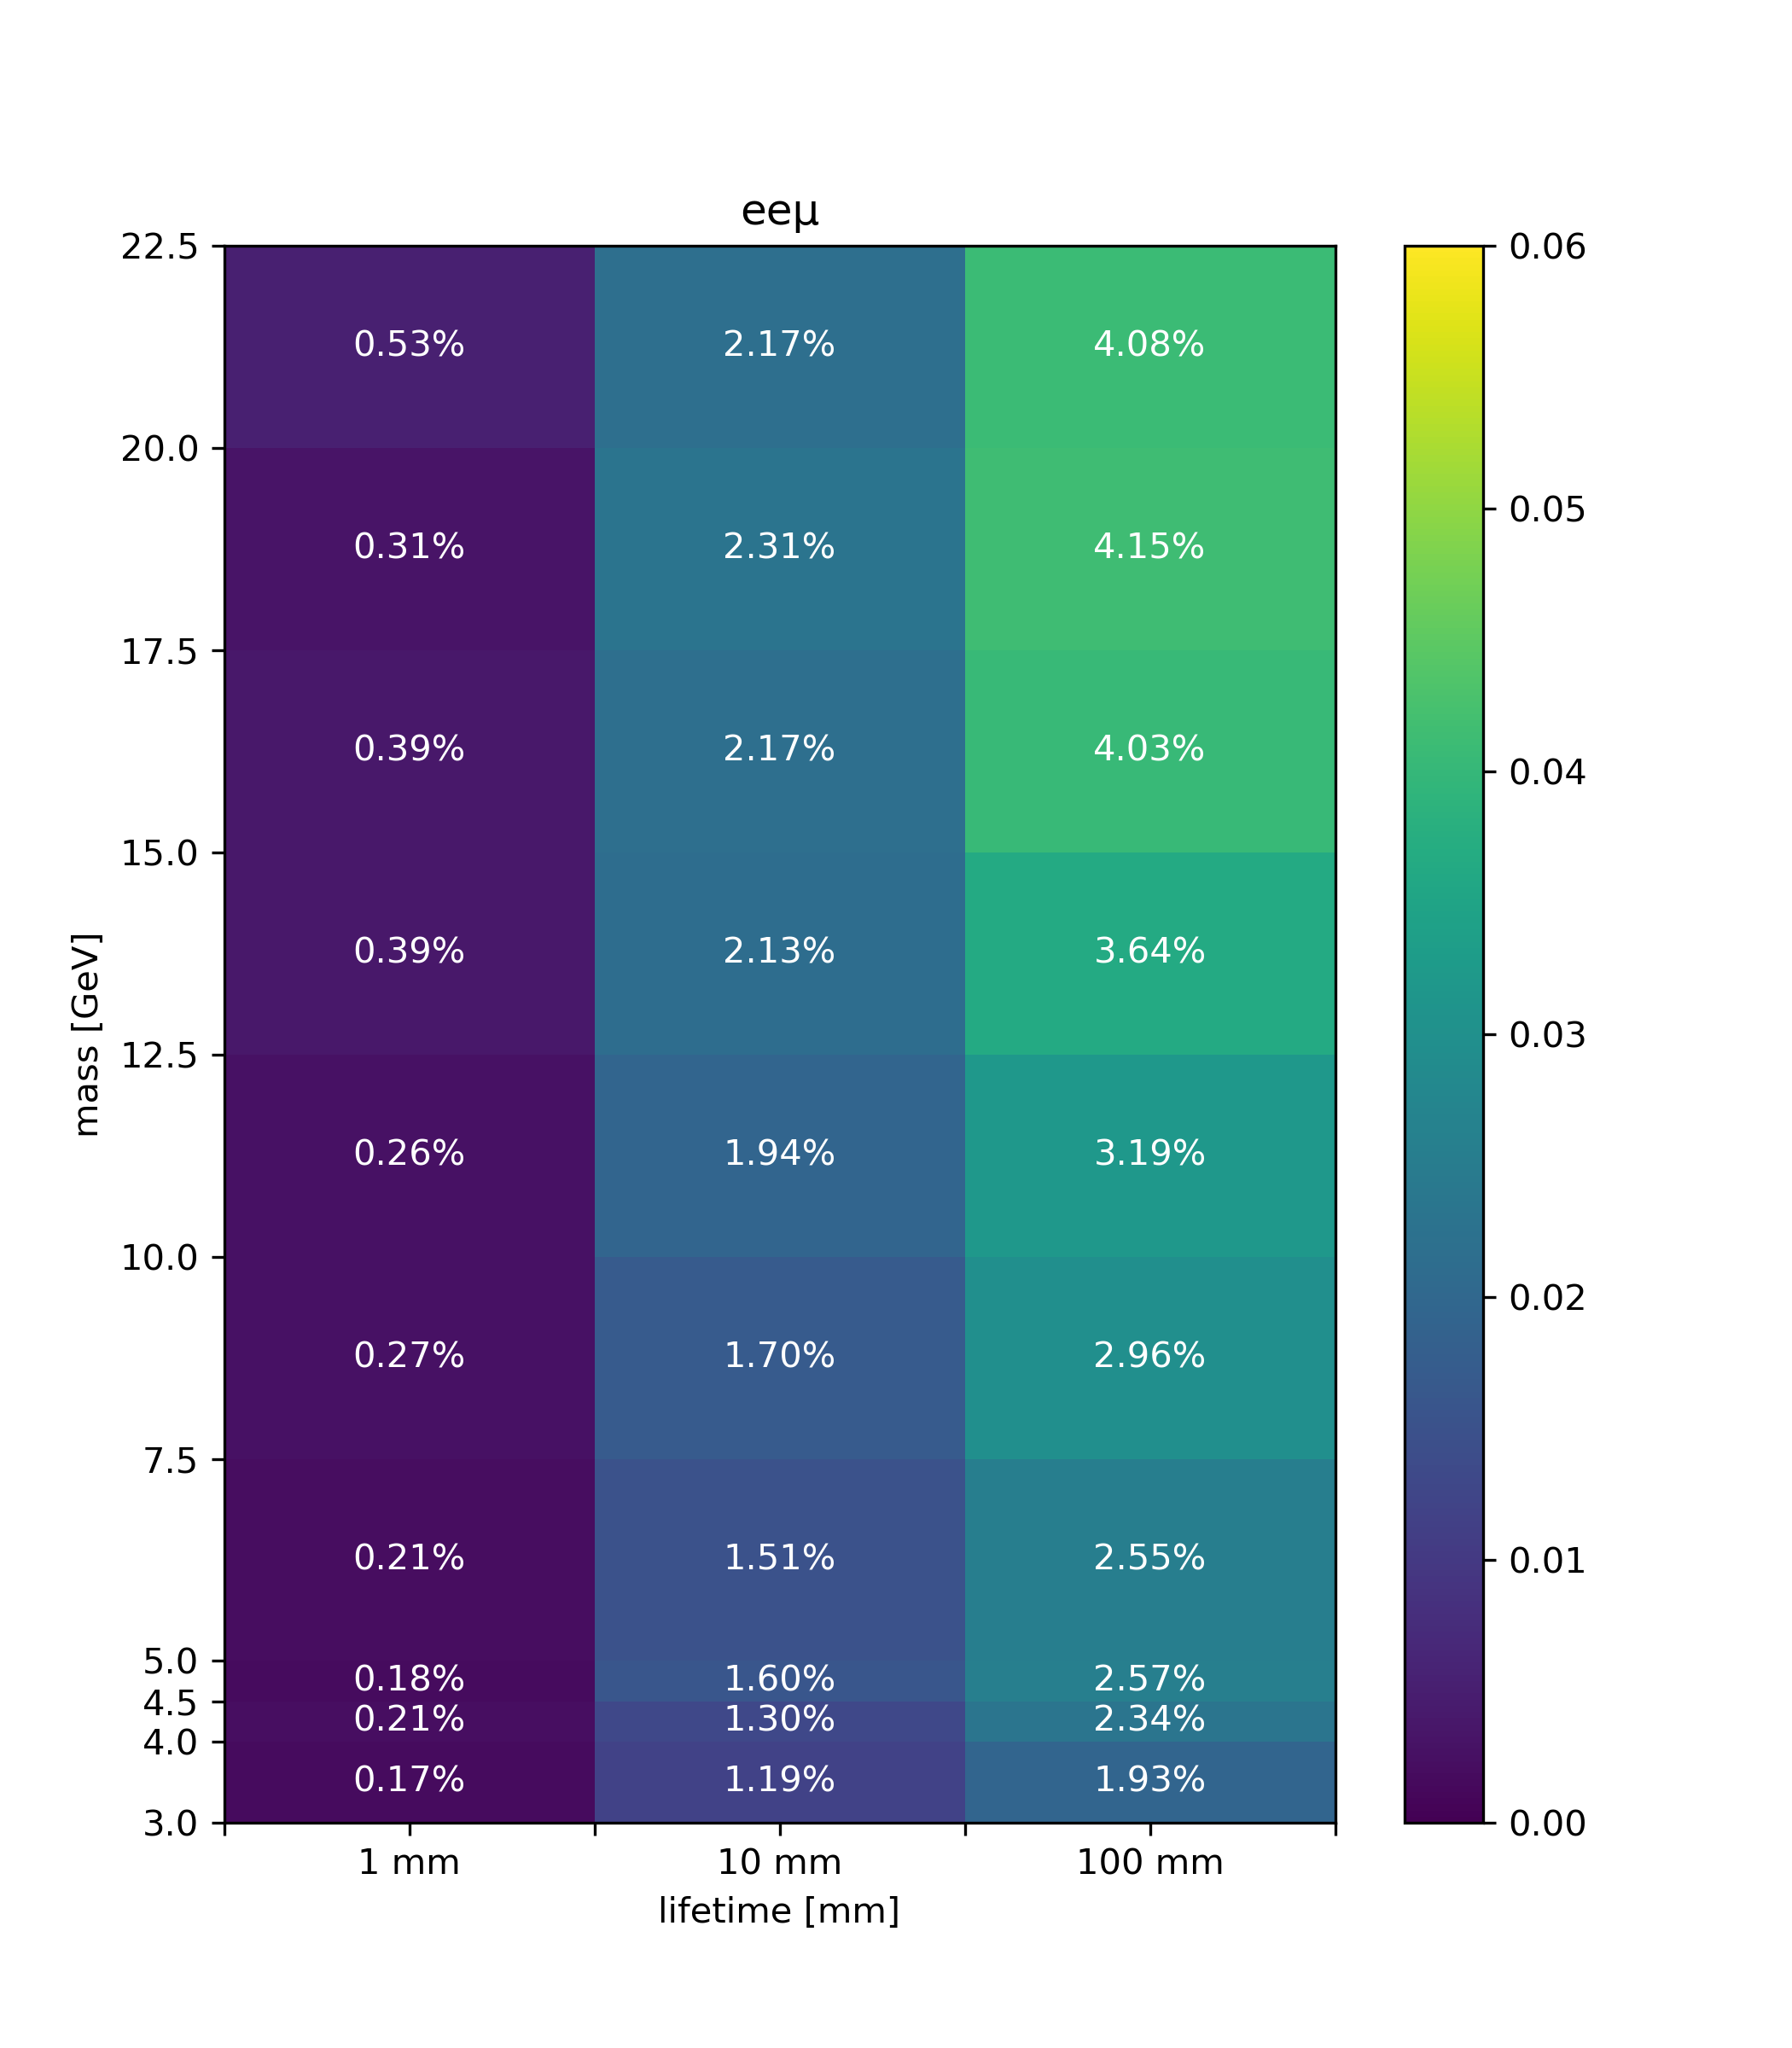 eeμ
22.5
20.0
17.5
15.0
12.5
10.0
7.5
5.0
4.5
4.0
3.0
mass [GeV]
0.53% 2.17% 4.08%
0.31% 2.31% 4.15%
0.39% 2.17% 4.03%
0.39% 2.13% 3.64%
0.26% 1.94% 3.19%
0.27% 1.70% 2.96%
0.21% 1.51% 2.55%
0.18% 1.60% 2.57%
0.21% 1.30% 2.34%
0.17% 1.19% 1.93%
1 mm 10 mm 100 mm
lifetime [mm]
0.06
0.05
0.04
0.03
0.02
0.01
0.00